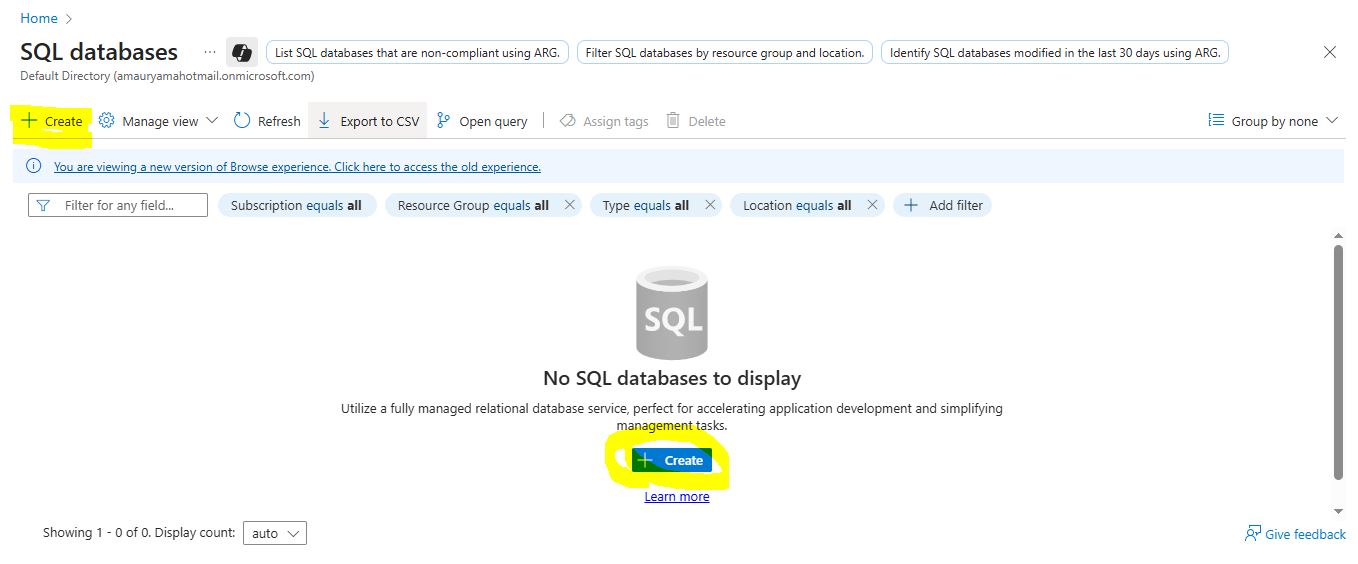 Home
SQL databases ... List SQL databases that are non-compliant using ARG. Filter SQL databases by resource group and location. Identify SQL databases modified in the last 30 days using ARG.
Default Directory (amauryamahotmail.onmicrosoft.com)
Create Manage view Refresh Export to CSV Open query Assign tags Delete Group by none
You are viewing a new version of Browse experience. Click here to access the old experience.
Filter for any field... Subscription equals all Resource Group equals all Type equals all Location equals all Add filter
SQL
No SQL databases to display
Utilize a fully managed relational database service, perfect for accelerating application development and simplifying
management tasks.
Create
Learn more
Showing 1 - 0 of 0. Display count: auto Give feedback